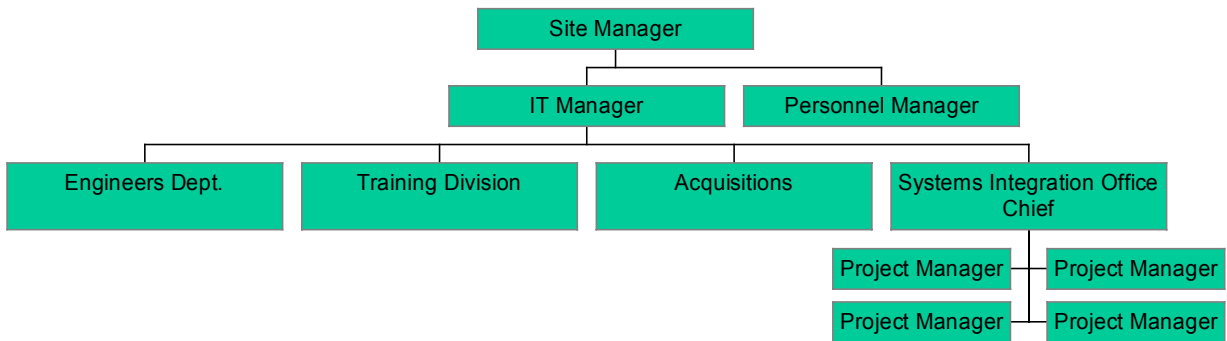 Site Manager
IT Manager
Personnel Manager
Engineers Dept.
Training Division
Acquisitions
Systems Integration Office
Chief
Project Manager
Project Manager
Project Manager
Project Manager